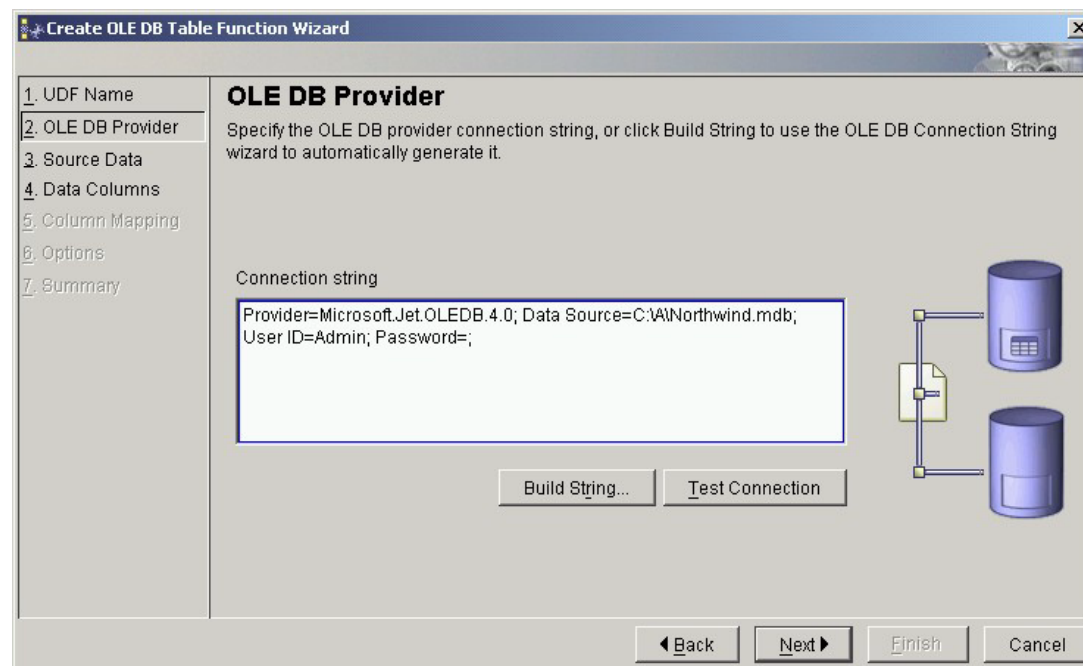 Create OLE DB Table Function Wizard
1. UDF Name
2. OLE DB Provider
3. Source Data
4. Data Columns
5. Column Mapping
6. Options
7. Summary
OLE DB Provider
Specify the OLE DB provider connection string, or click Build String to use the OLE DB Connection String
wizard to automatically generate it.
Connection string
Provider=Microsoft.Jet.OLEDB.4.0; Data Source=C:\A\Northwind.mdb;
User ID=Admin; Password=;
Build String...
Test Connection
Back
Next
Finish
Cancel